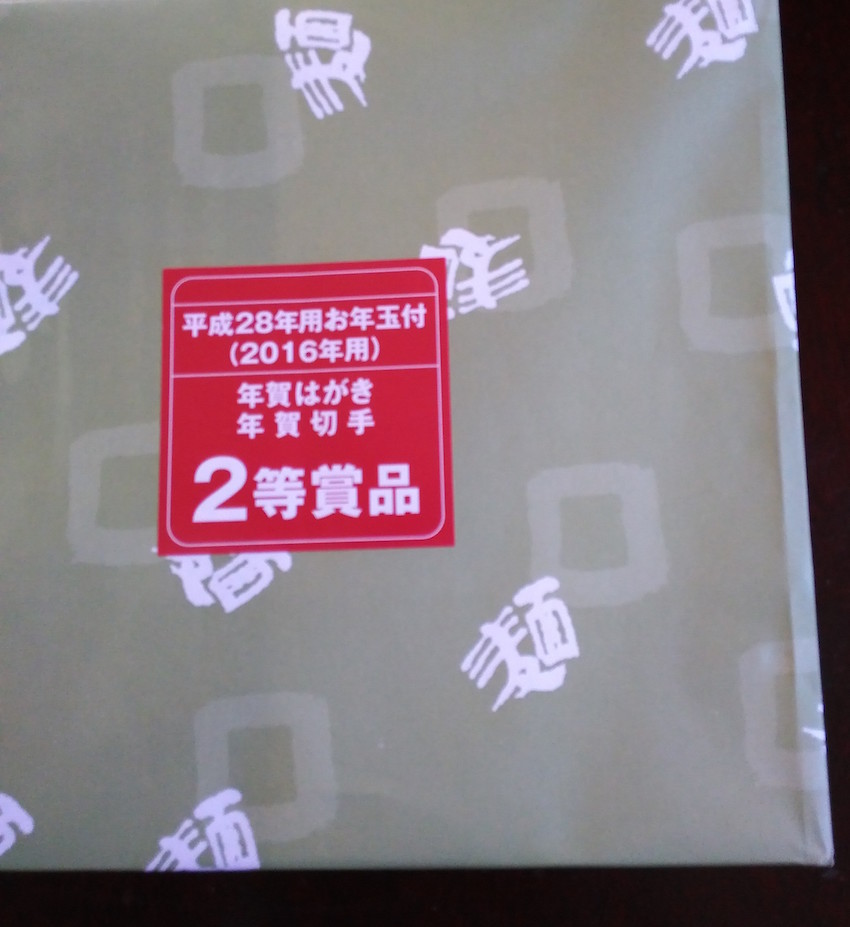 麺
麺
麺
平成28年用お年玉付
(2016年用)
年賀はがき
年賀切手
2等賞品
麺
麺